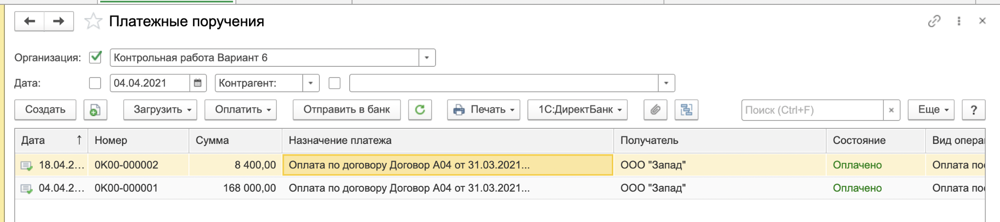 Платежные поручения
Организация: Контрольная работа Вариант 6
Дата: 04.04.2021 Контрагент:
Создать Загрузить Оплатить Отправить в банк Печать 1С:ДиректБанк Поиск (Ctrl+F) × Еще ?
Дата ↑ Номер Сумма Назначение платежа Получатель Состояние Вид опера
18.04.2... 0К00-000002 8 400,00 Оплата по договору Договор А04 от 31.03.2021... ООО "Запад" Оплачено Оплата по
04.04.2... 0К00-000001 168 000,00 Оплата по договору Договор А04 от 31.03.2021... ООО "Запад" Оплачено Оплата по